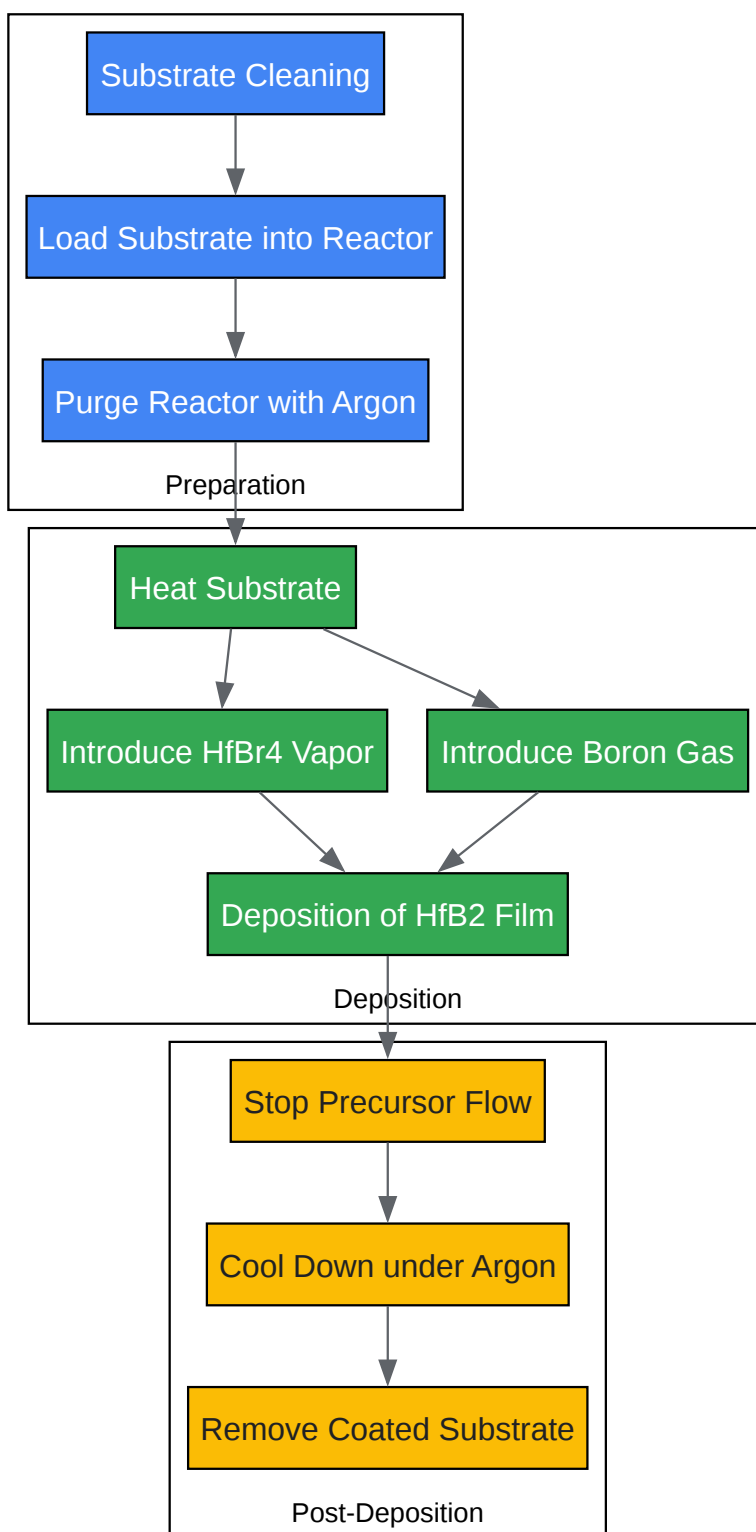 Substrate Cleaning
Load Substrate into Reactor
Purge Reactor with Argon
Preparation
Heat Substrate
Introduce HfBr4 Vapor
Introduce Boron Gas
Deposition of HfB2 Film
Deposition
Stop Precursor Flow
Cool Down under Argon
Remove Coated Substrate
Post-Deposition